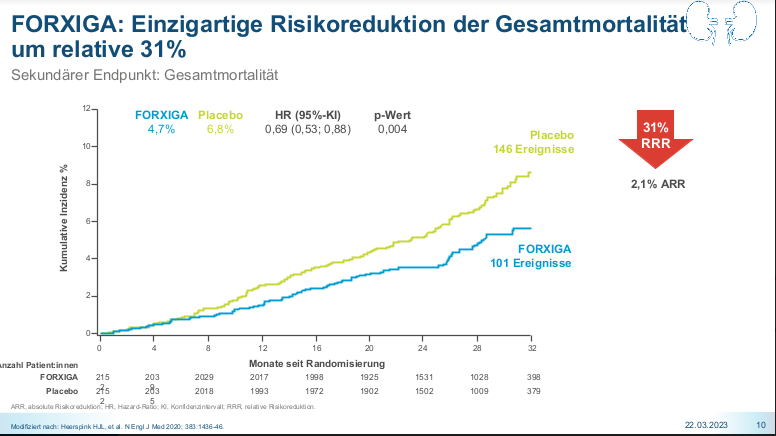 FORXIGA: Einzigartige Risikoreduktion der Gesamtmortalität
um relative 31%
Sekundärer Endpunkt: Gesamtmortalität
FORXIGA Placebo HR (95%-KI) p-Wert
4,7% 6,8% 0,69 (0,53; 0,88) 0,004
Placebo
146 Ereignisse
31%
RRR
2,1% ARR
FORXIGA
101 Ereignisse
Kumulative Inzidenz %
12
10
8
6
4
2
0
0 4 8 12 16 20 24 28 32
Monate seit Randomisierung
Anzahl Patient:innen
FORXIGA 2152 203 2029 2017 1998 1925 1531 1028 398
Placebo 2152 2035 2018 1993 1972 1902 1502 1009 379
ARR, absolute Risikoreduktion; HR, Hazard-Ratio; KI, Konfidenzintervall; RRR, relative Risikoreduktion.
Modifiziert nach: Heerspink HJL, et al. N Engl J Med 2020; 383:1436-46.
22.03.2023 10